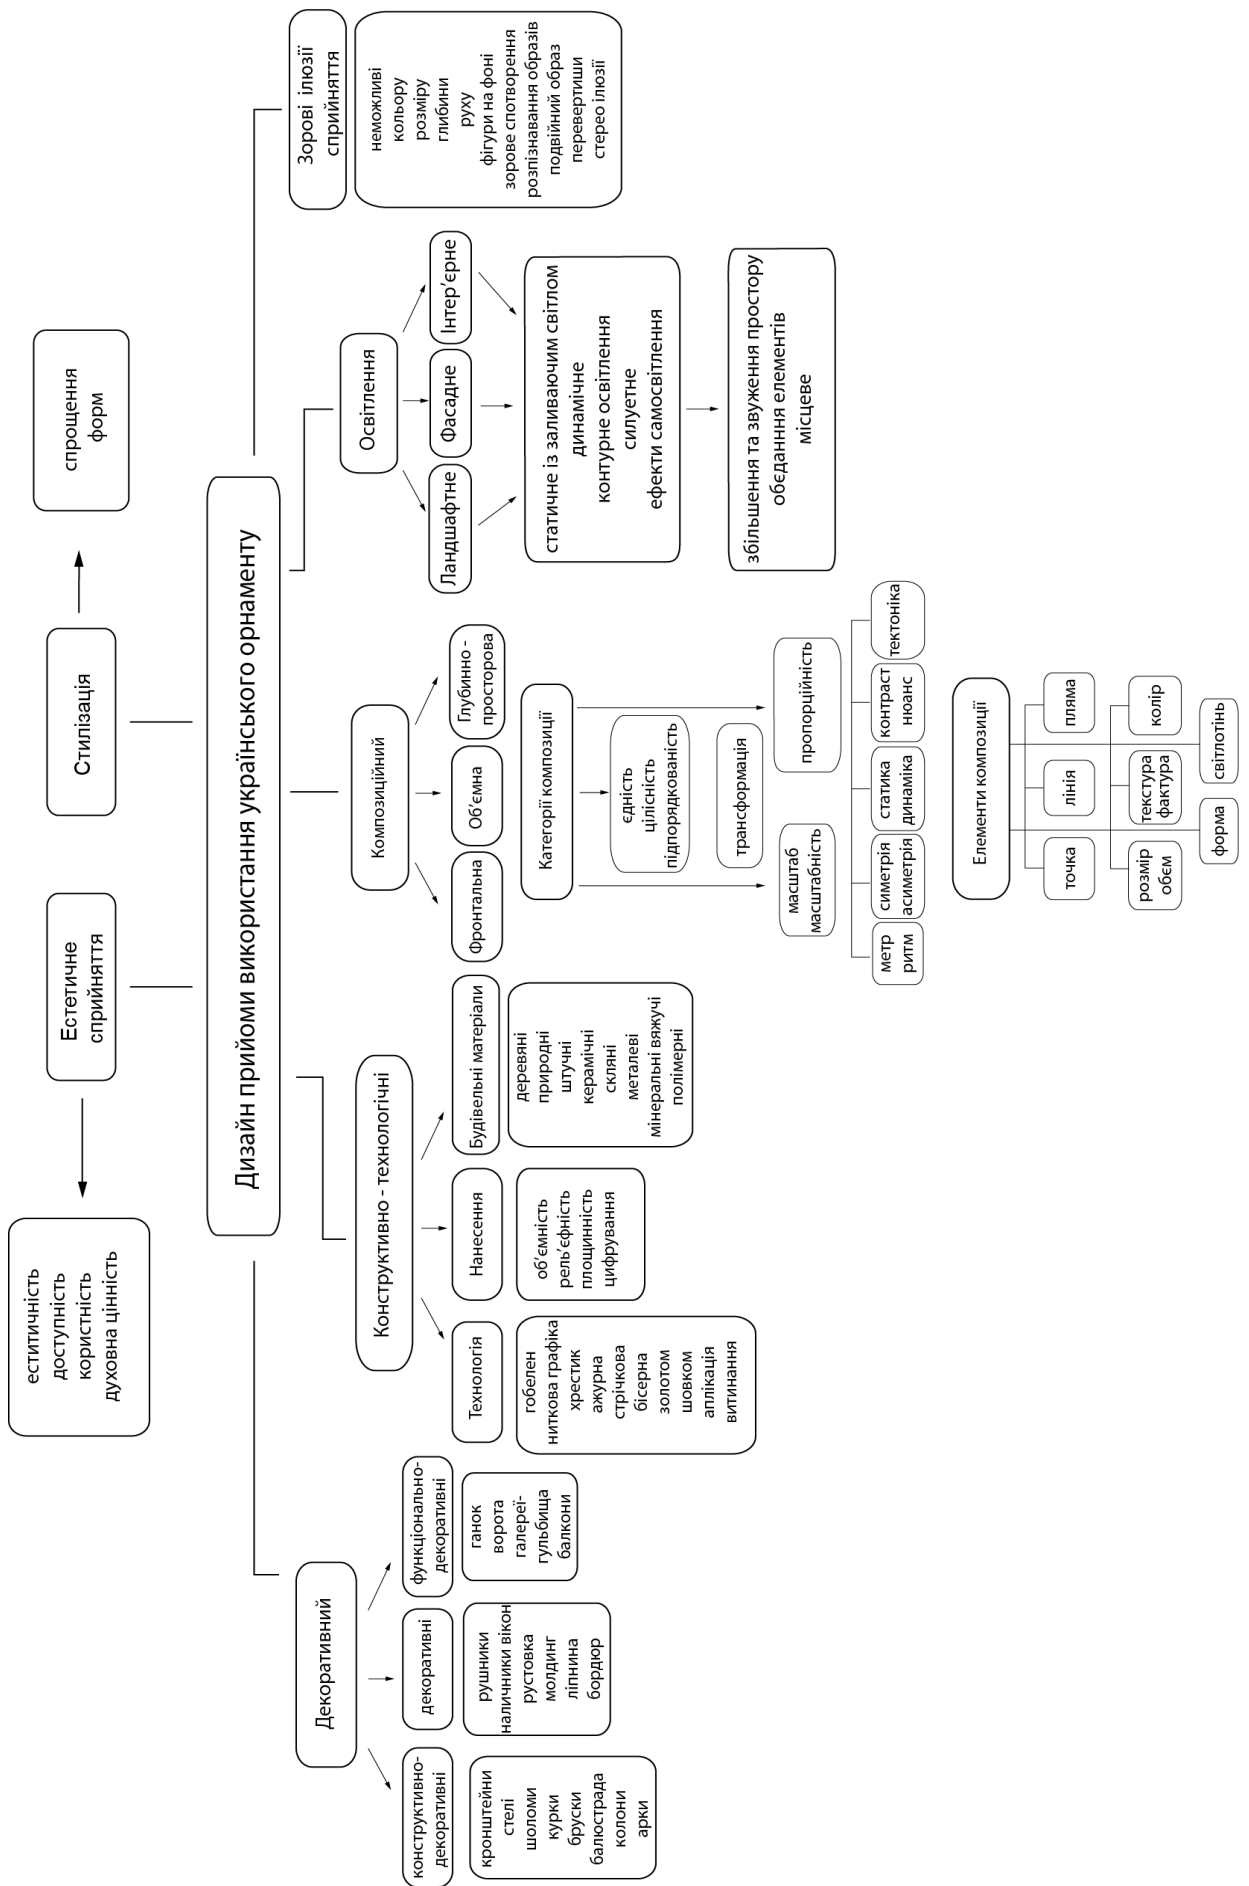 еститичність
доступність
користність
духовна цінність
Естетичне
сприйняття
Стилізація
спрощення
форм
Дизайн прийоми використання українського орнаменту
Декоративний
конструктивно-
декоративні
кронштейни
стелі
шоломи
курки
бруски
балюстрада
колони
арки
декоративні
рушники
наличники вікон
рустовка
молдинг
ліпнина
бордюр
функціонально-
декоративні
ганок
ворота
галереї-
гульбища
балкони
Конструктивно - технологічні
Технологія
гобелен
ниткова графіка
хрестик
ажурна
стрічкова
бісерна
золотом
шовком
аплікація
витинання
Нанесення
об'ємність
рель'єфність
площинність
цифрування
Будівельні матеріали
деревяні
природні
штучні
керамічні
скляні
металеві
мінеральні вяжучі
полімерні
Композиційний
Фронтальна
Об'ємна
Глубинно -
просторова
Категорії композиції
єдність
цілісність
підпорядкованість
трансформація
масштаб
масштабність
пропорційність
метр
ритм
симетрія
асиметрія
статика
динаміка
контраст
нюанс
тектоніка
Елементи композиції
точка
лінія
пляма
розмір
обєм
текстура
фактура
колір
форма
світлотінь
Освітлення
Ландшафтне
Фасадне
Інтер'єрне
статичне із заливаючим світлом
динамічне
контурне освітлення
силуетне
ефекти самосвітлення
збільшення та звуження простору
обєданння елементів
місцеве
Зорові ілюзії
сприйняття
неможливі
кольору
розміру
глибини
руху
фігури на фоні
зорове спотворення
розпізнавання образів
подвійний образ
перевертиши
стерео ілюзії